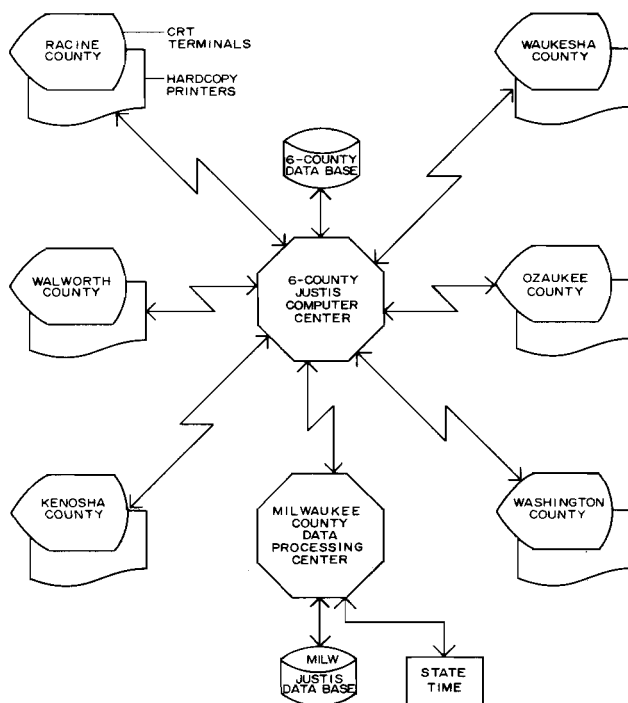 RACINE
COUNTY
CRT
TERMINALS
HARDCOPY
PRINTERS
WAUKESHA
COUNTY
6-COUNTY
DATA BASE
WALWORTH
COUNTY
6-COUNTY
JUSTIS
COMPUTER
CENTER
OZAUKEE
COUNTY
KENOSHA
COUNTY
MILWAUKEE
COUNTY
DATA
PROCESSING
CENTER
WASHINGTON
COUNTY
MILW
JUSTIS
DATA BASE
STATE
TIME